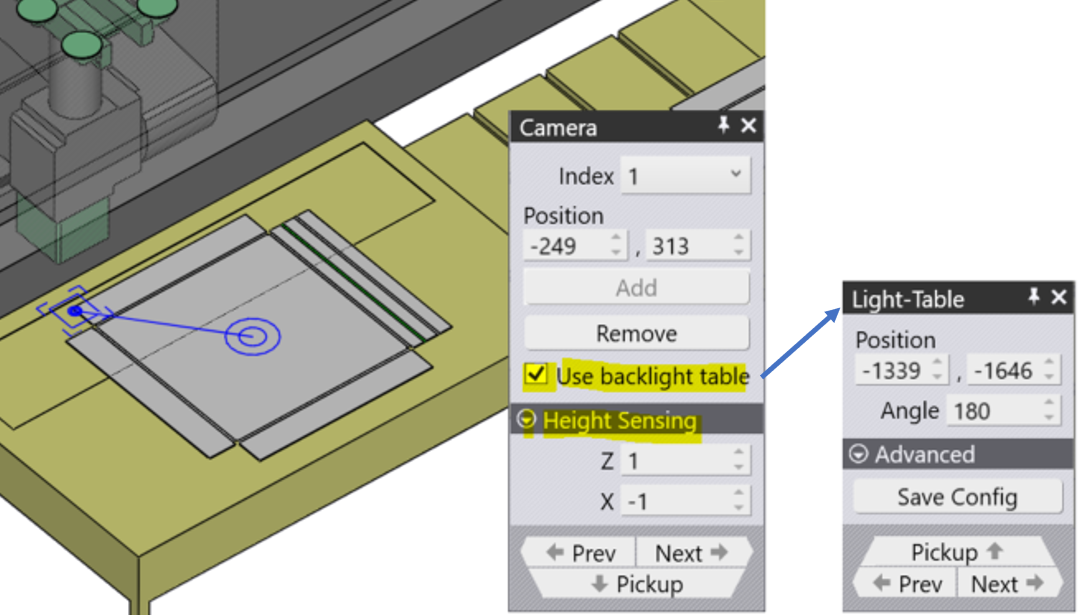 Camera
Index 1
Position
-249 , 313
Add
Remove
Use backlight table
Height Sensing
Z 1
X -1
Prev Next
Pickup
Light-Table
Position
-1339 , -1646
Angle 180
Advanced
Save Config
Pickup
Prev Next